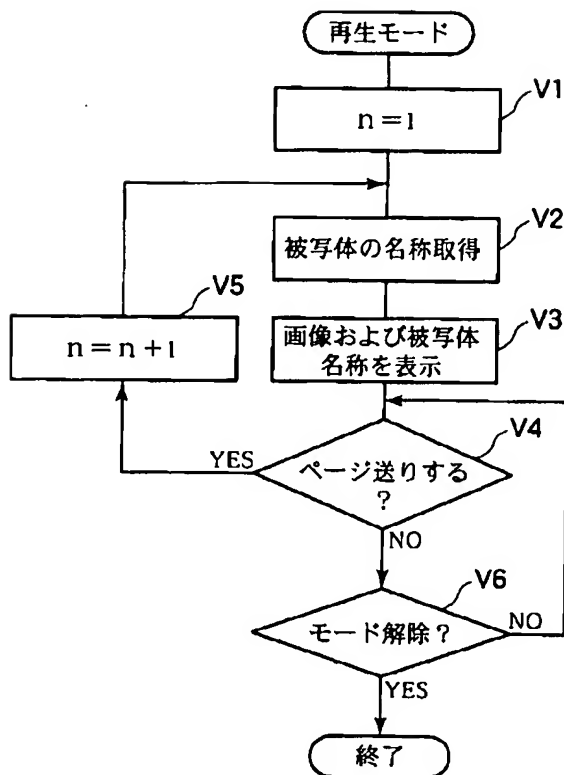 再生モード
V1
n=1
V2
被写体の名称取得
V5
n=n+1
V3
画像および被写体
名称を表示
V4
YES
ページ送りする
?
NO
V6
モード解除?
NO
YES
終了